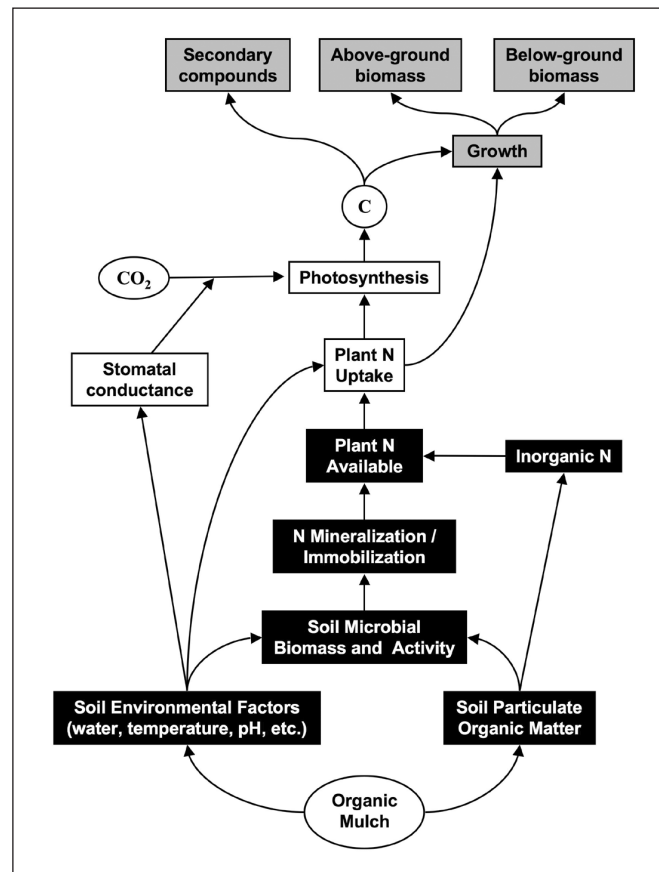 Secondary
compounds
Above-ground
biomass
Below-ground
biomass
Growth
C
CO₂
Photosynthesis
Stomatal
conductance
Plant N
Uptake
Plant N
Available
Inorganic N
N Mineralization /
Immobilization
Soil Microbial
Biomass and Activity
Soil Environmental Factors
(water, temperature, pH, etc.)
Soil Particulate
Organic Matter
Organic
Mulch